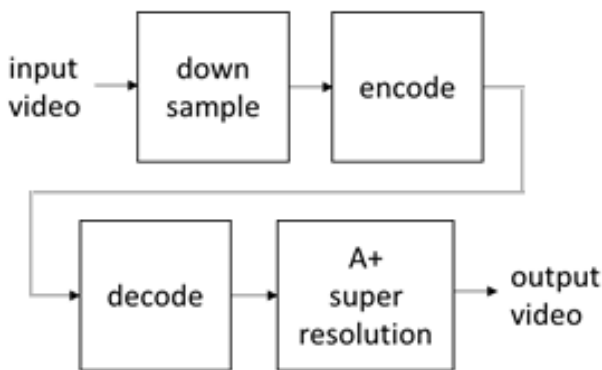 input
video
down
sample
encode
decode
A+
super
resolution
output
video